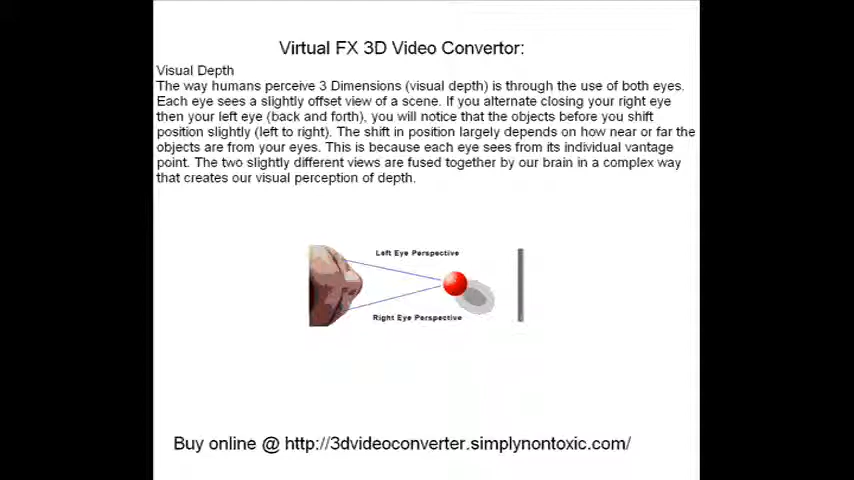 Virtual FX 3D Video Convertor:
Visual Depth
The way humans perceive 3 Dimensions (visual depth) is through the use of both eyes.
Each eye sees a slightly offset view of a scene. If you alternate closing your right eye
then your left eye (back and forth), you will notice that the objects before you shift
position slightly (left to right). The shift in position largely depends on how near or far the
objects are from your eyes. This is because each eye sees from its individual vantage
point. The two slightly different views are fused together by our brain in a complex way
that creates our visual perception of depth.
Left Eye Perspective
Right Eye Perspective
Buy online @ http://3dvideoconverter.simplynontoxic.com/